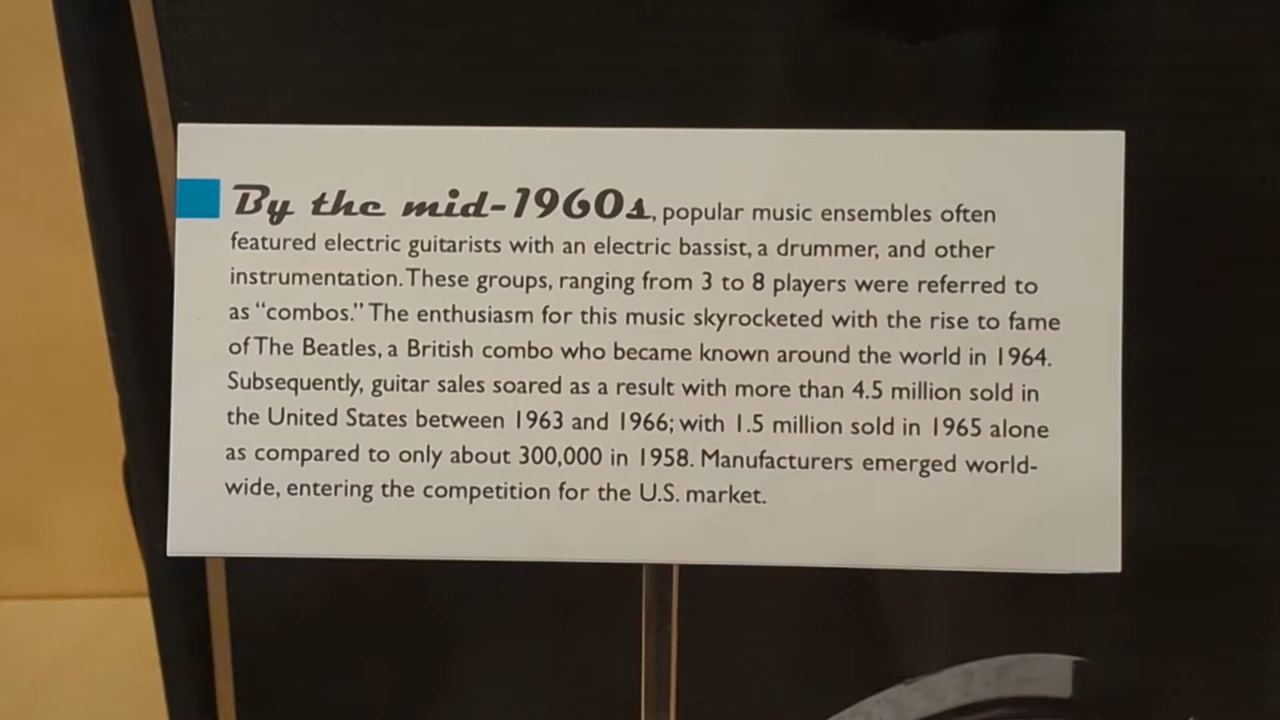 By the mid-1960s, popular music ensembles often
featured electric guitarists with an electric bassist, a drummer, and other
instrumentation. These groups, ranging from 3 to 8 players were referred to
as “combos.” The enthusiasm for this music skyrocketed with the rise to fame
of The Beatles, a British combo who became known around the world in 1964.
Subsequently, guitar sales soared as a result with more than 4.5 million sold in
the United States between 1963 and 1966; with 1.5 million sold in 1965 alone
as compared to only about 300,000 in 1958. Manufacturers emerged world-
wide, entering the competition for the U.S. market.